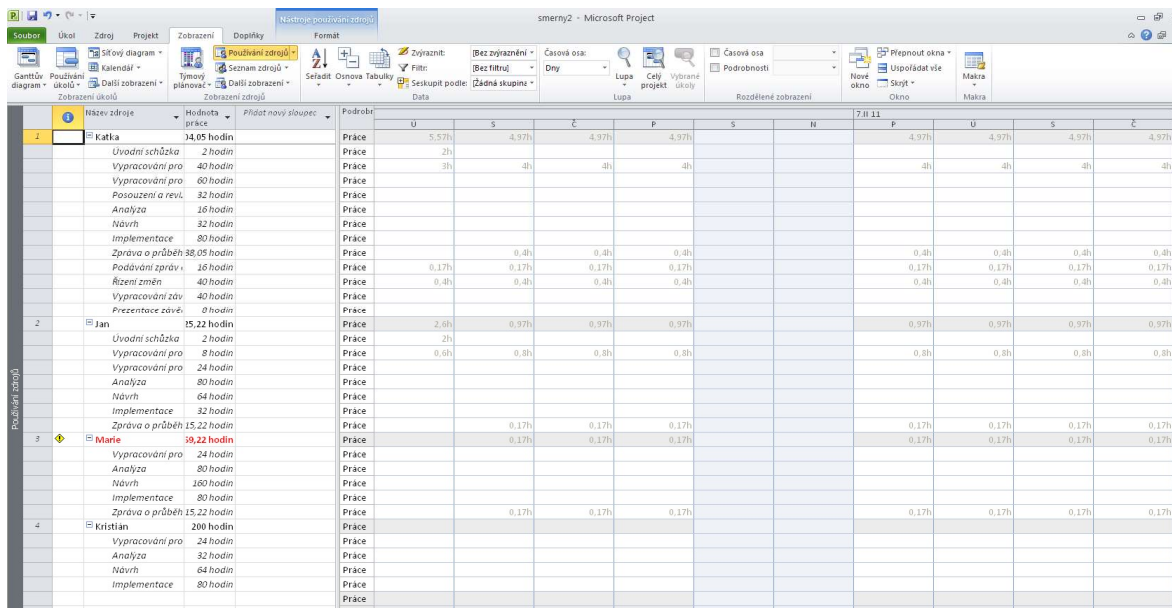 Nástroje používání zdrojů
smerny2 - Microsoft Project
Soubor Úkol Zdroj Projekt Zobrazení Doplňky Formát
Ganttův diagram
Používání úkolů
Síťový diagram
Kalendář
Další zobrazení
Zobrazení úkolů
Týmový plánovač
Používání zdrojů
Seznam zdrojů
Další zobrazení
Zobrazení zdrojů
Seřadit Osnova Tabulky
Zvýraznit: [Bez zvýraznění
Filtr: [Bez filtru]
Seskupit podle: [Žádná skupina
Data
Časová osa:
Dny
Lupa Celý projekt Vybrané úkoly
Lupa
Časová osa
Podrobnosti
Rozdělené zobrazení
Nové okno
Přepnout okna
Uspořádat vše
Skrýt
Okno
Makra
Makra
Název zdroje Hodnota práce Přidat nový sloupec Podrobr 7.II 11
Ú S Č P S N P Ú S Č
1 Katka 04,05 hodin Práce 5,57h 4,97h 4,97h 4,97h 4,97h 4,97h 4,97h 4,97h
Úvodní schůzka 2 hodin Práce 2h
Vypracování pro 40 hodin Práce 3h 4h 4h 4h 4h 4h 4h 4h
Vypracování pro 60 hodin Práce
Posouzení a revi. 32 hodin Práce
Analýza 16 hodin Práce
Návrh 32 hodin Práce
Implementace 80 hodin Práce
Zpráva o průběh 38,05 hodin Práce 0,4h 0,4h 0,4h 0,4h 0,4h 0,4h 0,4h
Podávání zpráv 16 hodin Práce 0,17h 0,17h 0,17h 0,17h 0,17h 0,17h 0,17h 0,17h
Řízení změn 40 hodin Práce 0,4h 0,4h 0,4h 0,4h 0,4h 0,4h 0,4h 0,4h
Vypracování záv 40 hodin Práce
Prezentace závě 8 hodin Práce
2 Jan 25,22 hodin Práce 2,6h 0,97h 0,97h 0,97h 0,97h 0,97h 0,97h 0,97h
Úvodní schůzka 2 hodin Práce 2h
Vypracování pro 8 hodin Práce 0,6h 0,8h 0,8h 0,8h 0,8h 0,8h 0,8h 0,8h
Vypracování pro 24 hodin Práce
Analýza 80 hodin Práce
Návrh 64 hodin Práce
Implementace 32 hodin Práce
Zpráva o průběh 15,22 hodin Práce 0,17h 0,17h 0,17h 0,17h 0,17h 0,17h 0,17h
3 Marie 59,22 hodin Práce 0,17h 0,17h 0,17h 0,17h 0,17h 0,17h 0,17h
Vypracování pro 24 hodin Práce
Analýza 80 hodin Práce
Návrh 160 hodin Práce
Implementace 80 hodin Práce
Zpráva o průběh 15,22 hodin Práce 0,17h 0,17h 0,17h 0,17h 0,17h 0,17h 0,17h
4 Kristián 200 hodin Práce
Vypracování pro 24 hodin Práce
Analýza 32 hodin Práce
Návrh 64 hodin Práce
Implementace 80 hodin Práce
Práce
Používání zdrojů